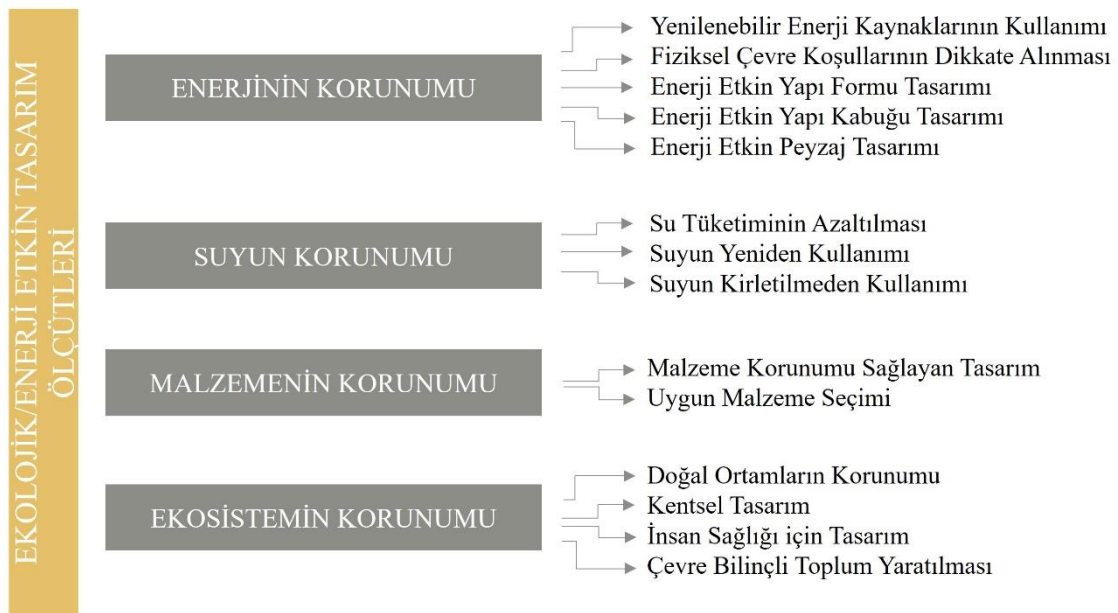 EKOLOJİK/ENERJİ ETKİN TASARIM
ÖLÇÜTLERİ
ENERJİNİN KORUNUMU
Yenilenebilir Enerji Kaynaklarının Kullanımı
Fiziksel Çevre Koşullarının Dikkate Alınması
Enerji Etkin Yapı Formu Tasarımı
Enerji Etkin Yapı Kabuğu Tasarımı
Enerji Etkin Peyzaj Tasarımı
SUYUN KORUNUMU
Su Tüketiminin Azaltılması
Suyun Yeniden Kullanımı
Suyun Kirletilmeden Kullanımı
MALZEMENİN KORUNUMU
Malzeme Korunumu Sağlayan Tasarım
Uygun Malzeme Seçimi
EKOSİSTEMİN KORUNUMU
Doğal Ortamların Korunumu
Kentsel Tasarım
İnsan Sağlığı için Tasarım
Çevre Bilinçli Toplum Yaratılması